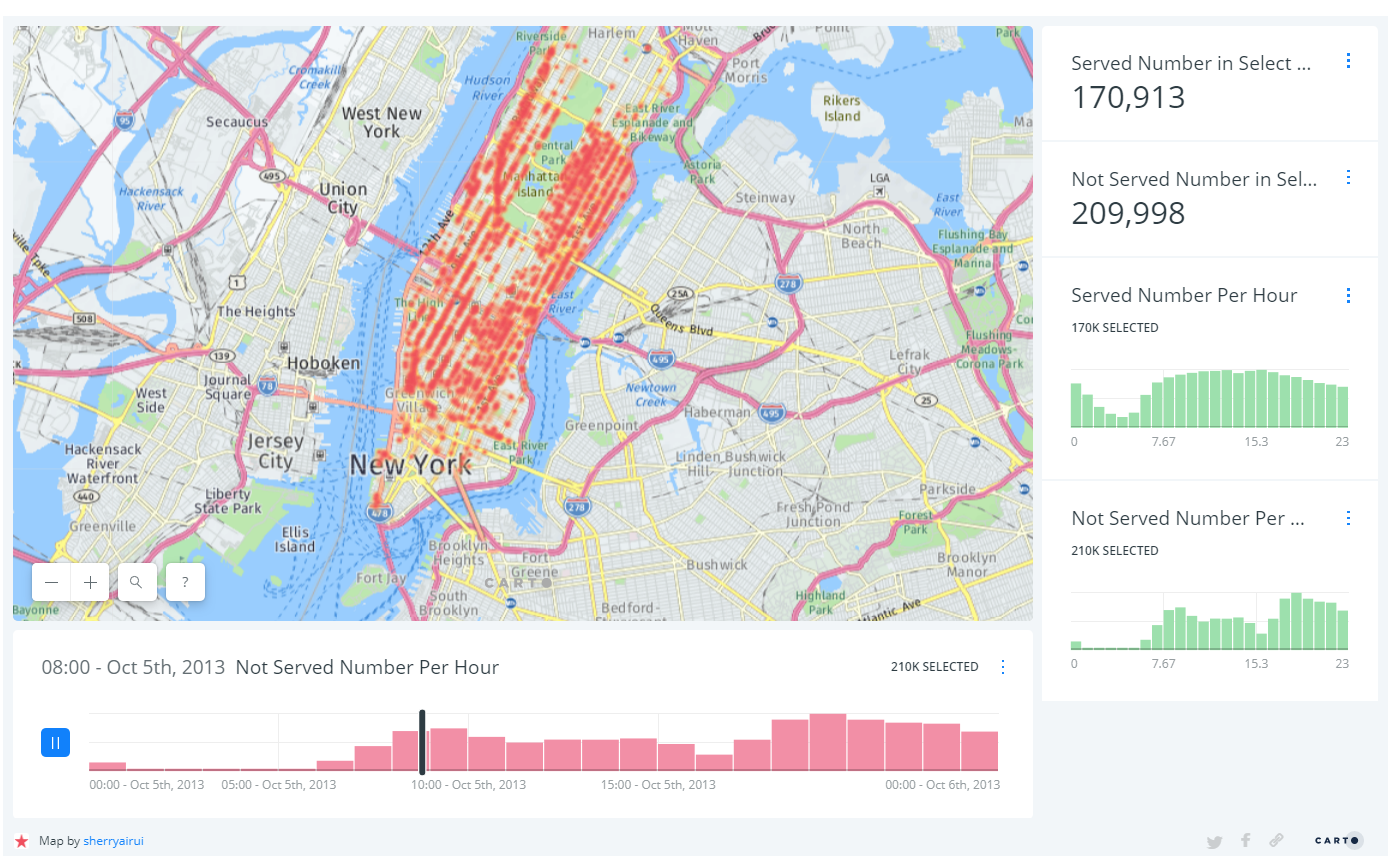 Riverside
Park
Harlem
Mott
Haven
Bru
Point
Park
Cromakill
Creek
Hudson
River
Port
Morris
95
Secaucus
West New
York
East River
Esplanade and
Bikeway
Rikers
Island
Ma
495
Union
City
Central
Park
Manhattan
Island
Astoria
Park
LGA
Hackensack
River
Steinway
East
River
12th Ave
North
Beach
Flushing Bay
Esplanade and
Marina
ville Tpke
1
278
25A
The High
Line
East
River
508
The Heights
Queens Blvd
Flushing
Meadows-
Corona Park
139
Hoboken
495
Lefrak
City
Journal
Square
78
West
Side
Greenwich
Village
Newtown
Creek
25
Haberman
495
Greenpoint
Jersey
City
East River
Park
Hackensack
River
Waterfront
New York
Linden
Hill
Bushwick
Junction
440
Liberty
State Park
478
278
Fresh Pond
Junction
Parkside
Forest
Park
Greenville
Ellis
Island
Brooklyn
Heights
Fort
Greene
Bushwick
Brooklyn
Manor
Fort Jay
CARTO
South
Brooklyn
Bedford-
Highland
Park
Atlantic Ave
Bayonne
− + ?
08:00 - Oct 5th, 2013 Not Served Number Per Hour
210K SELECTED
00:00 - Oct 5th, 2013 05:00 - Oct 5th, 2013 10:00 - Oct 5th, 2013 15:00 - Oct 5th, 2013 00:00 - Oct 6th, 2013
Served Number in Select ...
170,913
Not Served Number in Sel...
209,998
Served Number Per Hour
170K SELECTED
0 7.67 15.3 23
Not Served Number Per ...
210K SELECTED
0 7.67 15.3 23
Map by sherryairui
CARTO